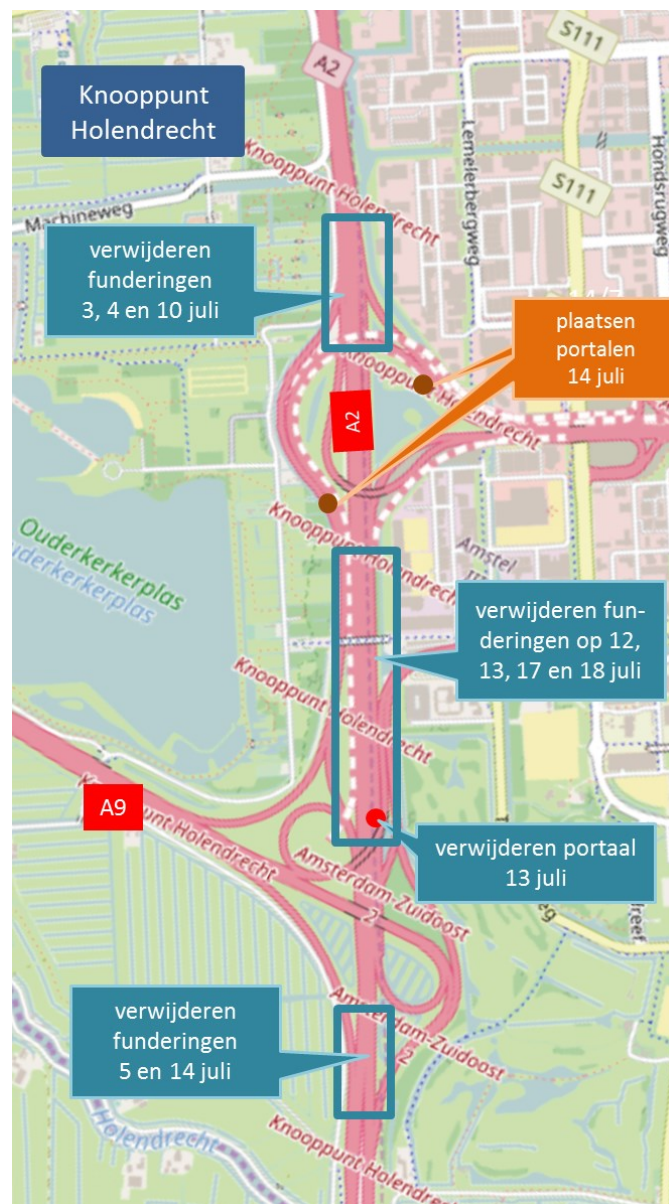 S111
A2
Knooppunt
Holendrecht
Knooppunt Holendrecht
Lemelerbergweg
Hondsrugweg
S111
Machineweg
verwijderen
funderingen
3, 4 en 10 juli
plaatsen
portalen
14 juli
Knooppunt Holendrecht
A2
Knooppunt Holendrecht
Ouderkerkerplas
Ouderkerkerplas
Amstel
verwijderen fun-
deringen op 12,
13, 17 en 18 juli
Knooppunt Holendrecht
A9
Knooppunt Holendrecht
verwijderen portaal
13 juli
Amsterdam-Zuidoost
2
verwijderen
funderingen
5 en 14 juli
Amsterdam-Zuidoost
2
Holendrecht
Knooppunt Holendrecht